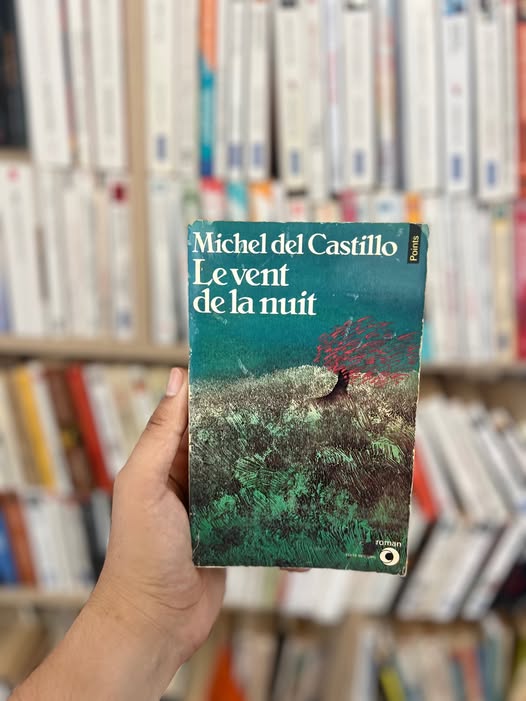 Michel del Castillo
Points
Le vent
de la nuit
roman